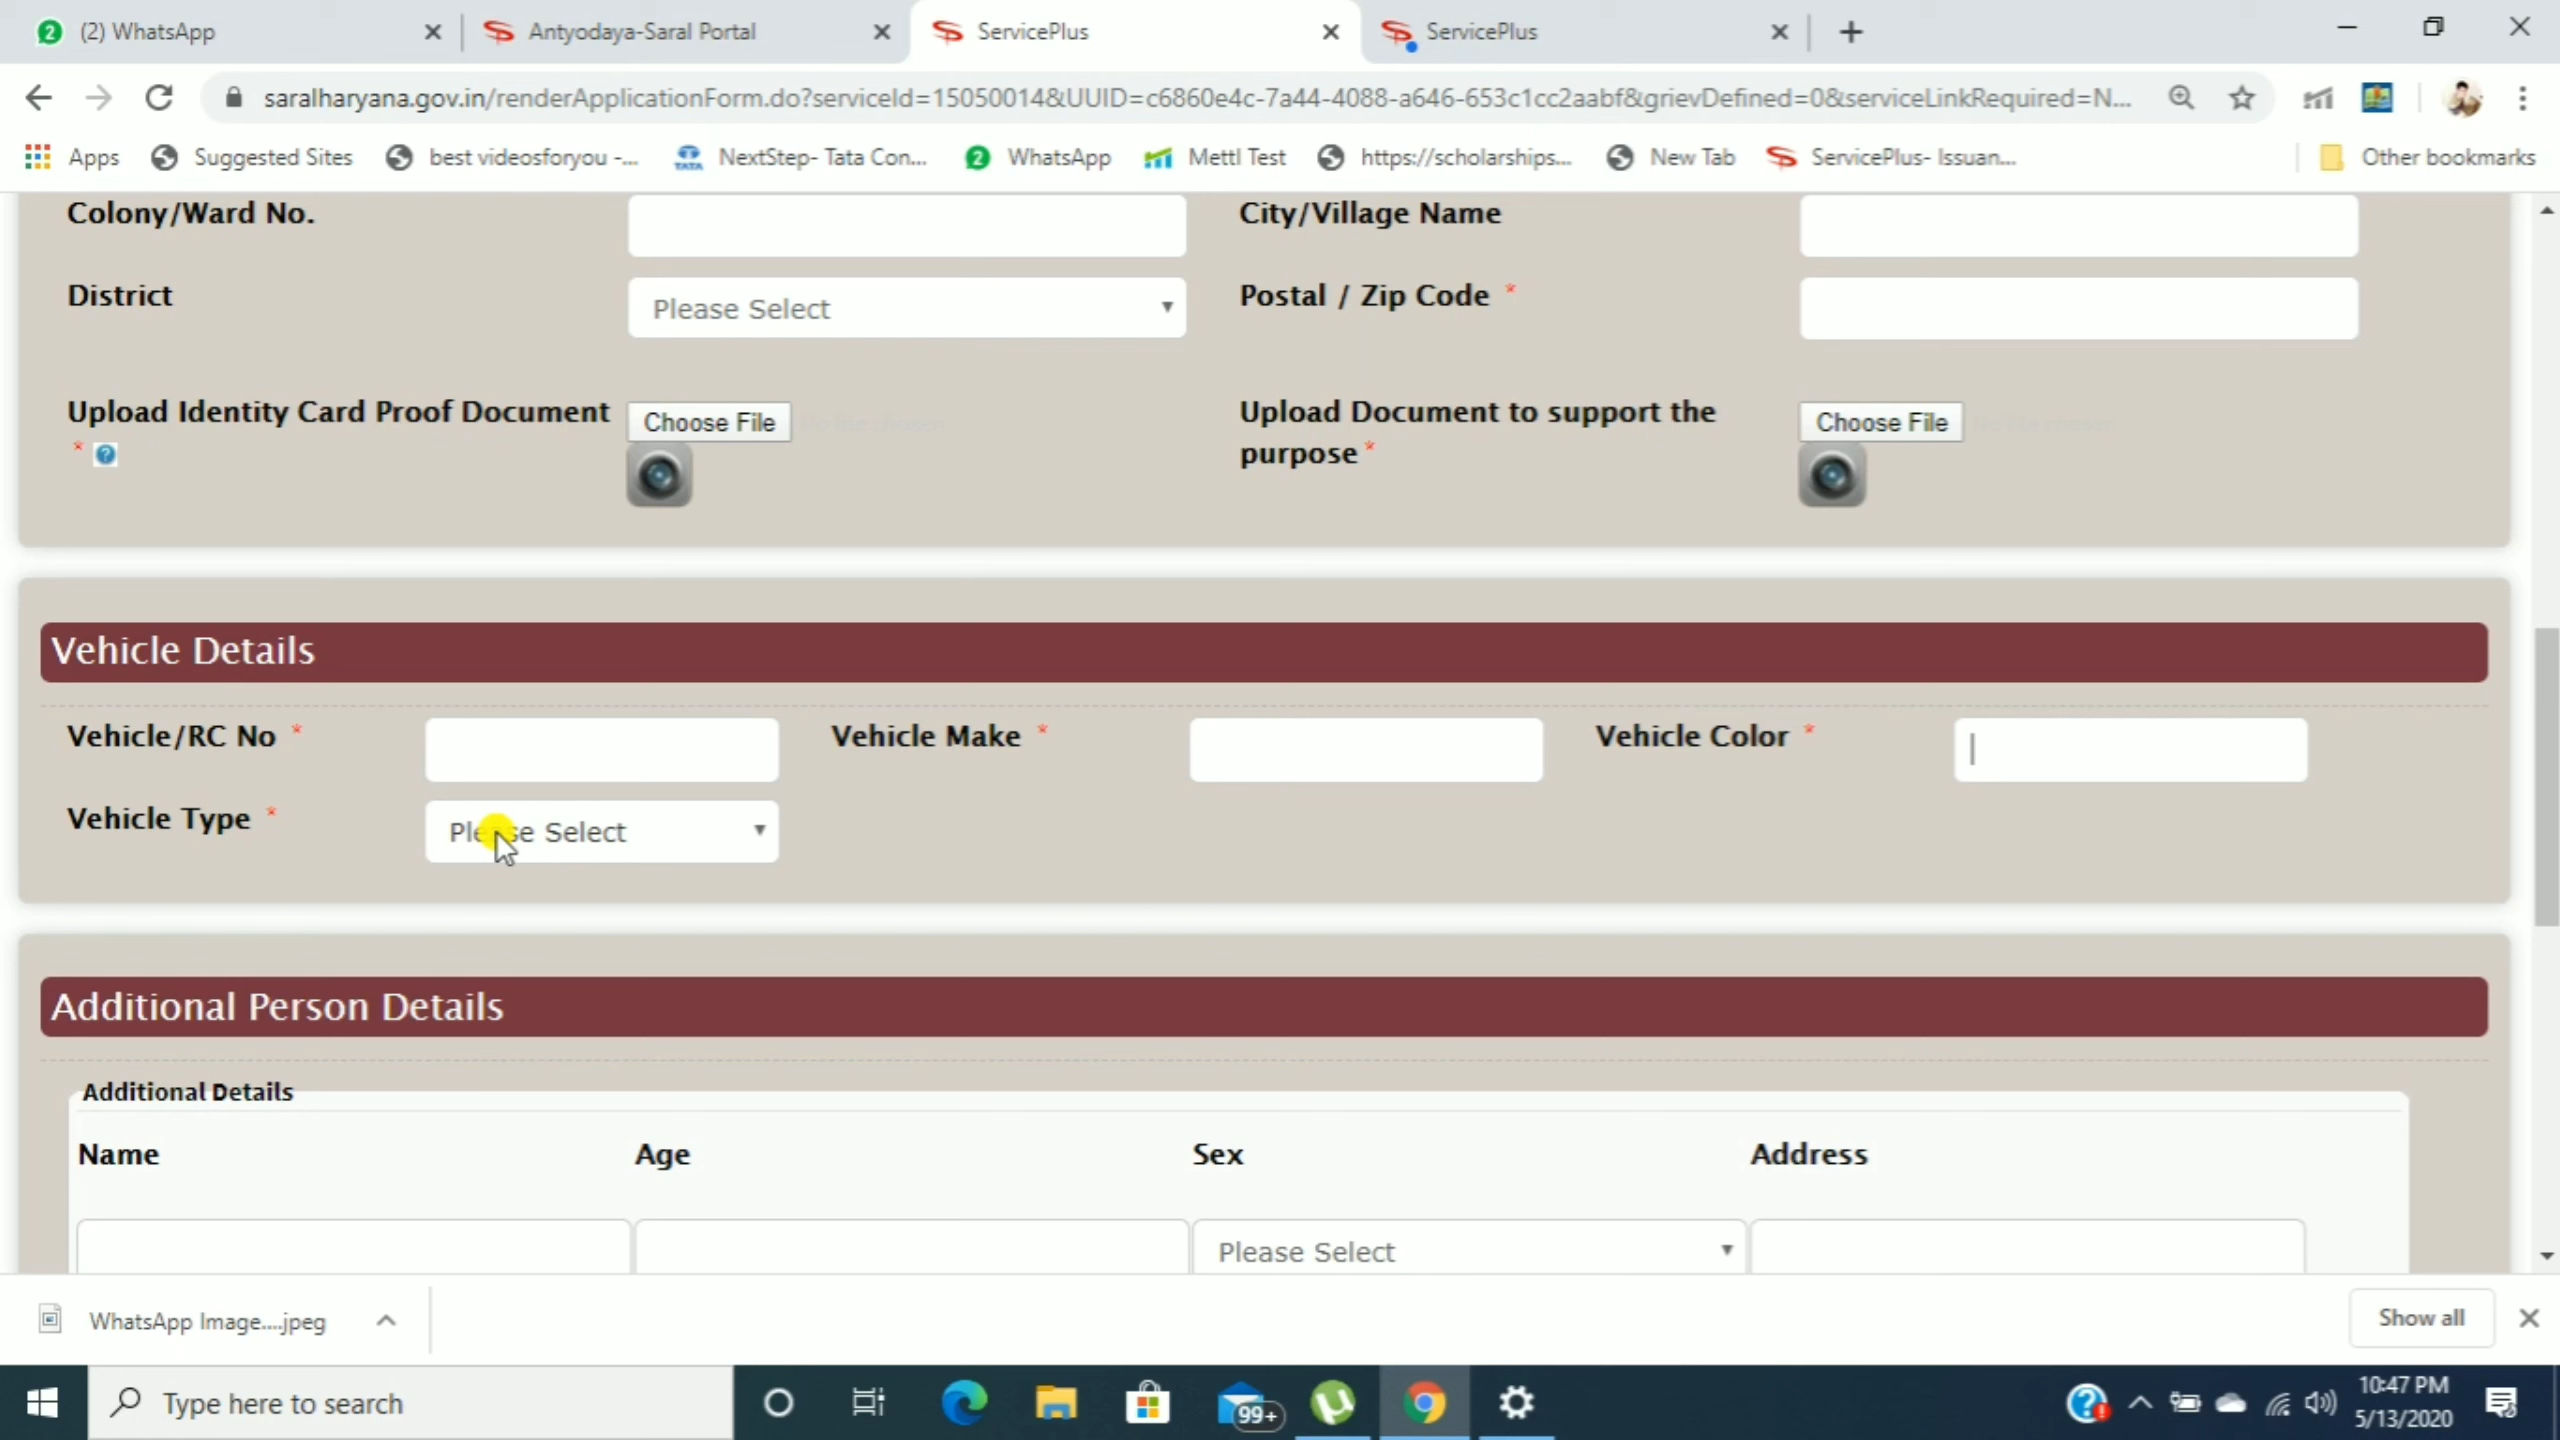 (2) WhatsApp
Antyodaya-Saral Portal
ServicePlus
ServicePlus
saralharyana.gov.in/renderApplicationForm.do?serviceId=15050014&UUID=c6860e4c-7a44-4088-a646-653c1cc2aabf&grievDefined=0&serviceLinkRequired=N...
Apps Suggested Sites best videosforyou -... NextStep- Tata Con... WhatsApp Mettl Test https://scholarships... New Tab ServicePlus- Issuan... Other bookmarks
Colony/Ward No. City/Village Name
District Please Select Postal / Zip Code *
Upload Identity Card Proof Document * Choose File No file chosen
Upload Document to support the purpose * Choose File
Vehicle Details
Vehicle/RC No * Vehicle Make * Vehicle Color *
Vehicle Type * Please Select
Additional Person Details
Additional Details
Name Age Sex Address
Please Select
WhatsApp Image....jpeg Show all
Type here to search
99+
10:47 PM
5/13/2020